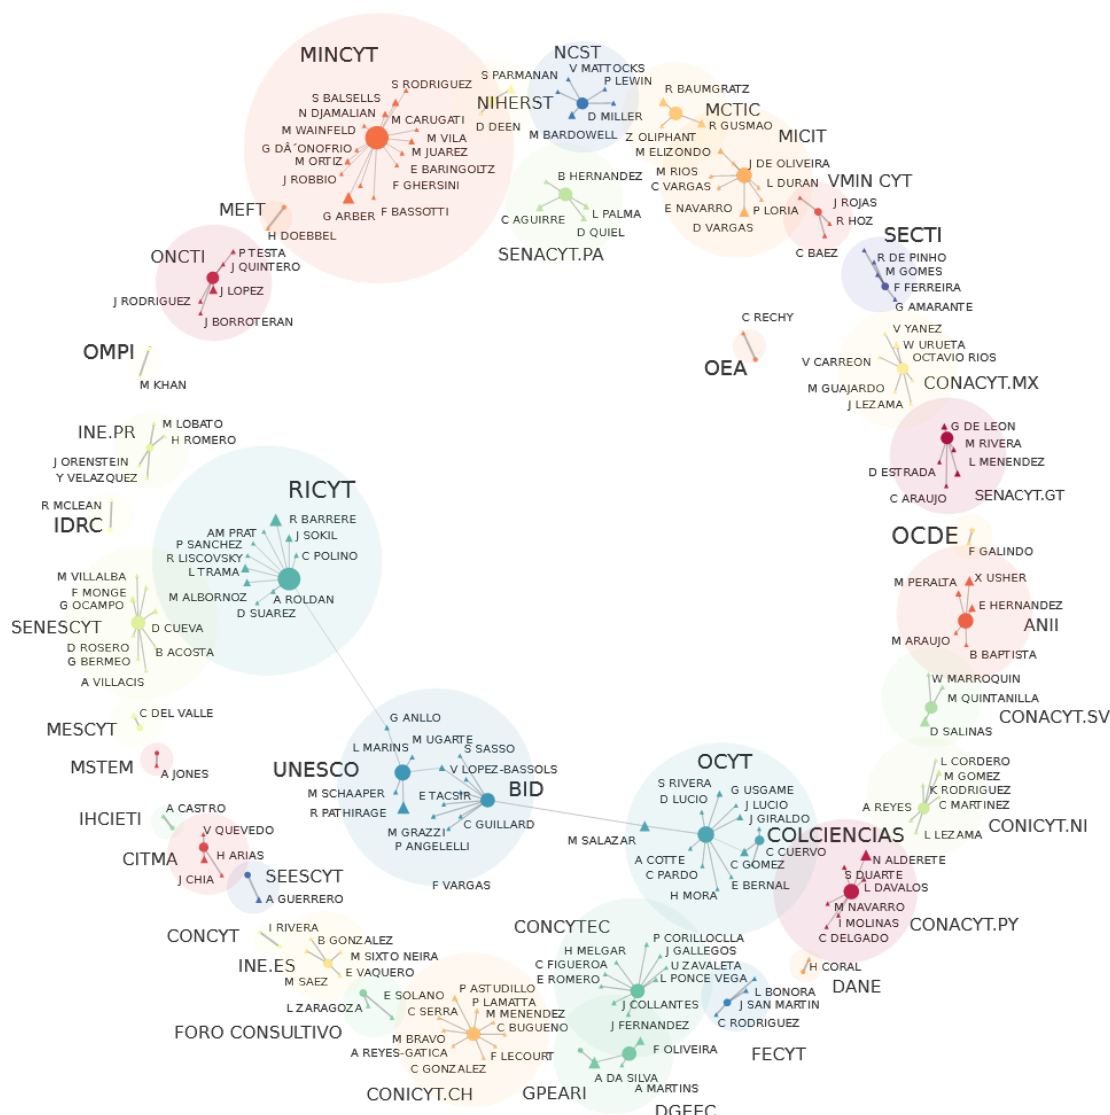 MINCYT
S RODRIGUEZ
S BALSELLS
N DJAMALIAN
M CARUGATI
M WAINFELD
M VILA
G DÂ´ONOFRIO
M JUAREZ
M ORTIZ
E BARINGOLTZ
J ROBBIO
F GHERSINI
G ARBER
F BASSOTTI
NCST
V MATTOCKS
S PARMANAN
P LEWIN
NIHERST
D MILLER
D DEEN
M BARDOWELL
R BAUMGRATZ
MCTIC
R GUSMAO
Z OLIPHANT
MICIT
M ELIZONDO
J DE OLIVEIRA
M RIOS
L DURAN
C VARGAS
E NAVARRO
P LORIA
D VARGAS
B HERNANDEZ
C AGUIRRE
L PALMA
D QUIEL
SENACYT.PA
VMIN CYT
J ROJAS
R HOZ
C BAEZ
MEFT
H DOEBBEL
ONCTI
P TESTA
J QUINTERO
J LOPEZ
J RODRIGUEZ
J BORROTERAN
SECTI
R DE PINHO
M GOMES
F FERREIRA
G AMARANTE
C RECHY
OEA
V YANEZ
W URUETA
OCTAVIO RIOS
V CARREON
M GUAJARDO
CONACYT.MX
J LEZAMA
OMPI
M KHAN
INE.PR
M LOBATO
H ROMERO
J ORENSTEIN
Y VELAZQUEZ
G DE LEON
M RIVERA
L MENENDEZ
D ESTRADA
C ARAUJO
SENACYT.GT
R MCLEAN
IDRC
RICYT
R BARRERE
AM PRAT
J SOKIL
P SANCHEZ
R LISCOVSKY
C POLINO
L TRAMA
M ALBORNOZ
A ROLDAN
D SUAREZ
OCDE
F GALINDO
M PERALTA
X USHER
E HERNANDEZ
ANII
M ARAUJO
B BAPTISTA
M VILLALBA
F MONGE
G OCAMPO
SENESCYT
D CUEVA
D ROSERO
B ACOSTA
G BERMEO
A VILLACIS
W MARROQUIN
M QUINTANILLA
CONACYT.SV
D SALINAS
C DEL VALLE
MESCYT
MSTEM
A JONES
G ANLLO
M UGARTE
L MARINS
S SASSO
UNESCO
V LOPEZ-BASSOLS
M SCHAAPER
E TACSIR
BID
R PATHIRAGE
C GUILLARD
M GRAZZI
P ANGELELLI
F VARGAS
OCYT
S RIVERA
G USGAME
D LUCIO
J LUCIO
J GIRALDO
M SALAZAR
COLCIENCIAS
A COTTE
C CUERVO
C PARDO
C GOMEZ
E BERNAL
H MORA
L CORDERO
M GOMEZ
K RODRIGUEZ
A REYES
C MARTINEZ
CONICYT.NI
L LEZAMA
IHCIETI
A CASTRO
V QUEVEDO
CITMA
H ARIAS
J CHIA
SEESCYT
A GUERRERO
N ALDERETE
S DUARTE
L DAVALOS
M NAVARRO
I MOLINAS
CONACYT.PY
C DELGADO
CONCYT
I RIVERA
B GONZALEZ
M SIXTO NEIRA
INE.ES
E VAQUERO
M SAEZ
CONCYTEC
P CORILLOCLLA
H MELGAR
J GALLEGOS
C FIGUEROA
U ZAVALETA
E ROMERO
L PONCE VEGA
J COLLANTES
J FERNANDEZ
H CORAL
DANE
L BONORA
J SAN MARTIN
C RODRIGUEZ
FECYT
L ZARAGOZA
FORO CONSULTIVO
E SOLANO
P ASTUDILLO
P LAMATTA
C SERRA
M MENENDEZ
C BUGUENO
M BRAVO
A REYES-GATICA
F LECOURT
C GONZALEZ
CONICYT.CH
F OLIVEIRA
A DA SILVA
GPEARI
A MARTINS
DGEEC